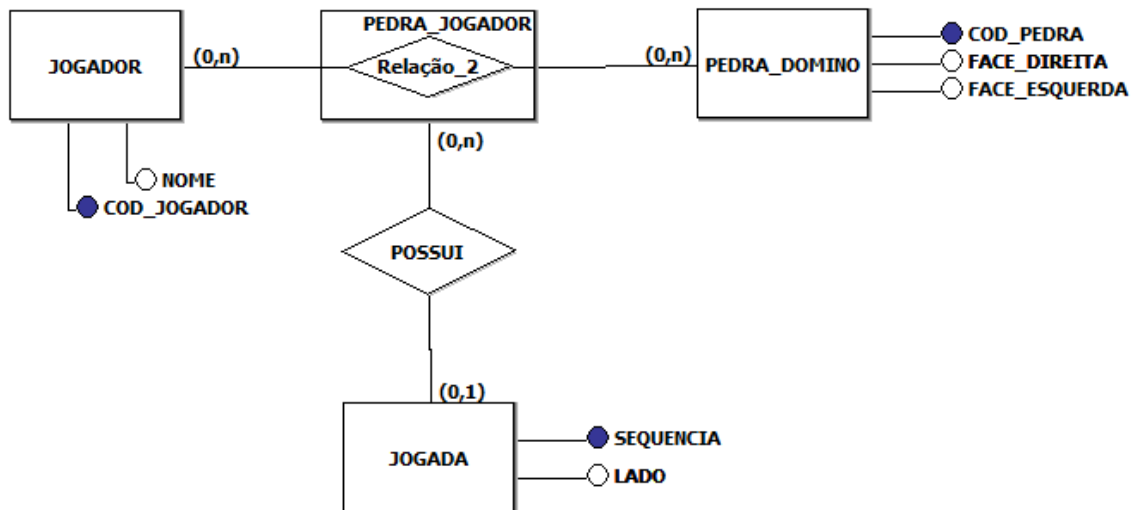 JOGADOR
(0,n)
PEDRA_JOGADOR
Relação_2
(0,n)
PEDRA_DOMINO
COD_PEDRA
FACE_DIREITA
FACE_ESQUERDA
(0,n)
NOME
COD_JOGADOR
POSSUI
(0,1)
JOGADA
SEQUENCIA
LADO